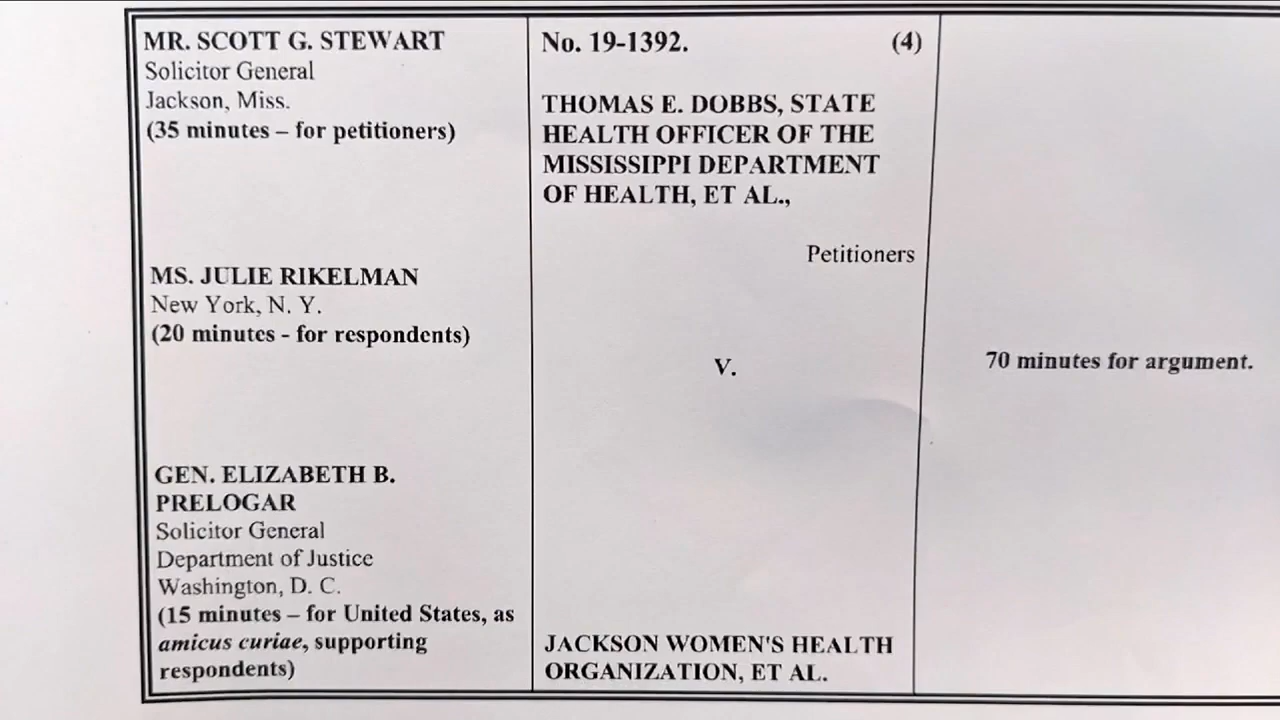 MR. SCOTT G. STEWART
Solicitor General
Jackson, Miss.
(35 minutes – for petitioners)
MS. JULIE RIKELMAN
New York, N. Y.
(20 minutes - for respondents)
GEN. ELIZABETH B.
PRELOGAR
Solicitor General
Department of Justice
Washington, D. C.
(15 minutes – for United States, as
amicus curiae, supporting
respondents)
No. 19-1392. (4)
THOMAS E. DOBBS, STATE
HEALTH OFFICER OF THE
MISSISSIPPI DEPARTMENT
OF HEALTH, ET AL.,
Petitioners
V.
JACKSON WOMEN'S HEALTH
ORGANIZATION, ET AL.
70 minutes for argument.